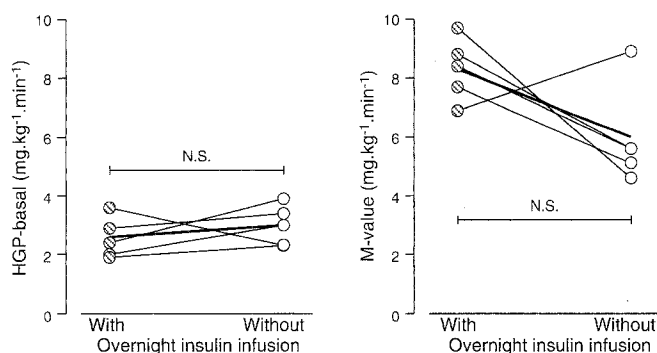 HGP-basal (mg.kg⁻¹.min⁻¹)
10
8
6
4
2
0
N.S.
With Without
Overnight insulin infusion
M-value (mg.kg⁻¹.min⁻¹)
10
8
6
4
2
0
N.S.
With Without
Overnight insulin infusion